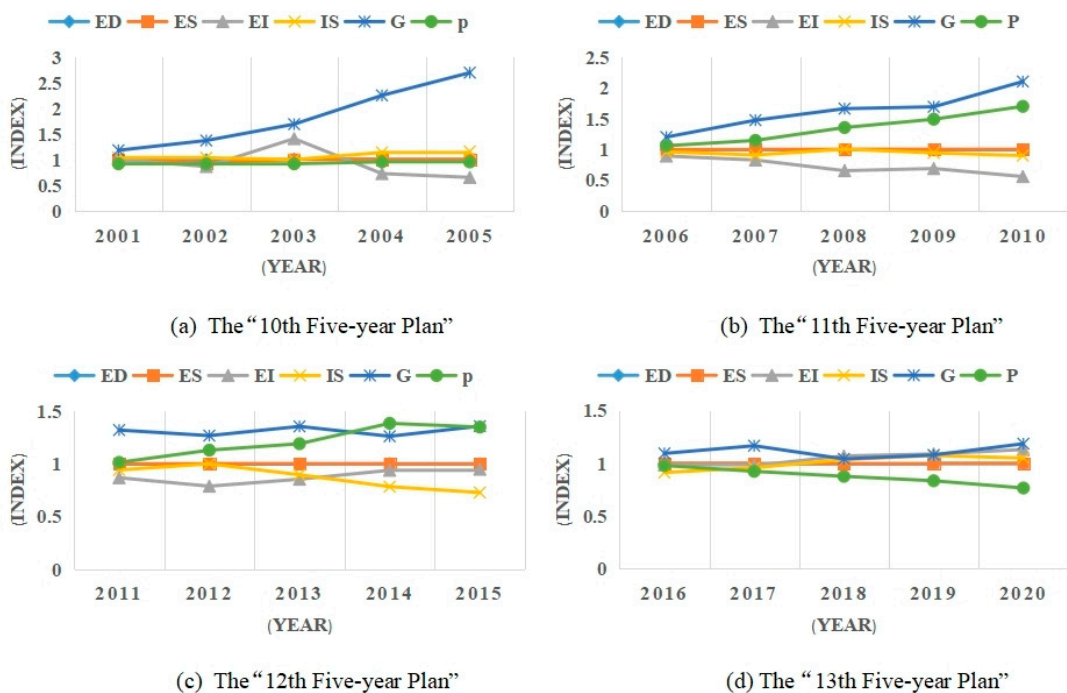 ED ES EI IS G p
3
2.5
2
1.5
1
0.5
0
(INDEX)
2001 2002 2003 2004 2005
(YEAR)
(a) The“10th Five-year Plan”
ED ES EI IS G P
2.5
2
1.5
1
0.5
0
(INDEX)
2006 2007 2008 2009 2010
(YEAR)
(b) The“11th Five-year Plan”
ED ES EI IS G p
1.5
1
0.5
0
(INDEX)
2011 2012 2013 2014 2015
(YEAR)
(c) The“12th Five-year Plan”
ED ES EI IS G P
1.5
1
0.5
0
(INDEX)
2016 2017 2018 2019 2020
(YEAR)
(d) The“13th Five-year Plan”